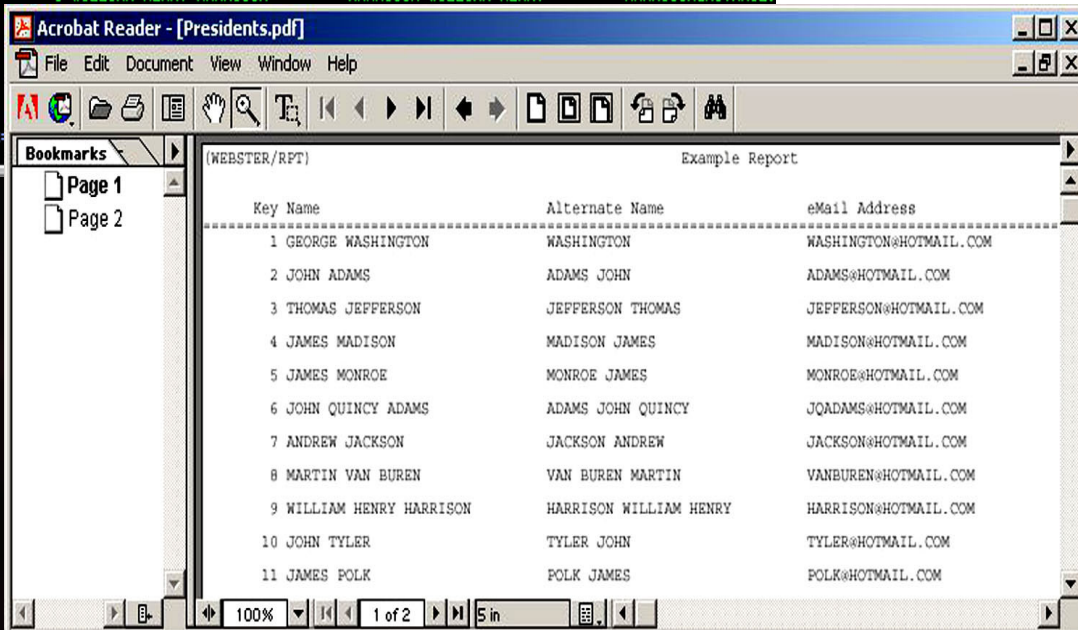 Acrobat Reader - [Presidents.pdf]
File Edit Document View Window Help
Bookmarks
Page 1
Page 2
(WEBSTER/RPT) Example Report
Key Name Alternate Name eMail Address
1 GEORGE WASHINGTON WASHINGTON WASHINGTON@HOTMAIL.COM
2 JOHN ADAMS ADAMS JOHN ADAMS@HOTMAIL.COM
3 THOMAS JEFFERSON JEFFERSON THOMAS JEFFERSON@HOTMAIL.COM
4 JAMES MADISON MADISON JAMES MADISON@HOTMAIL.COM
5 JAMES MONROE MONROE JAMES MONROE@HOTMAIL.COM
6 JOHN QUINCY ADAMS ADAMS JOHN QUINCY JQADAMS@HOTMAIL.COM
7 ANDREW JACKSON JACKSON ANDREW JACKSON@HOTMAIL.COM
8 MARTIN VAN BUREN VAN BUREN MARTIN VANBUREN@HOTMAIL.COM
9 WILLIAM HENRY HARRISON HARRISON WILLIAM HENRY HARRISON@HOTMAIL.COM
10 JOHN TYLER TYLER JOHN TYLER@HOTMAIL.COM
11 JAMES POLK POLK JAMES POLK@HOTMAIL.COM
100% 1 of 2 5 in